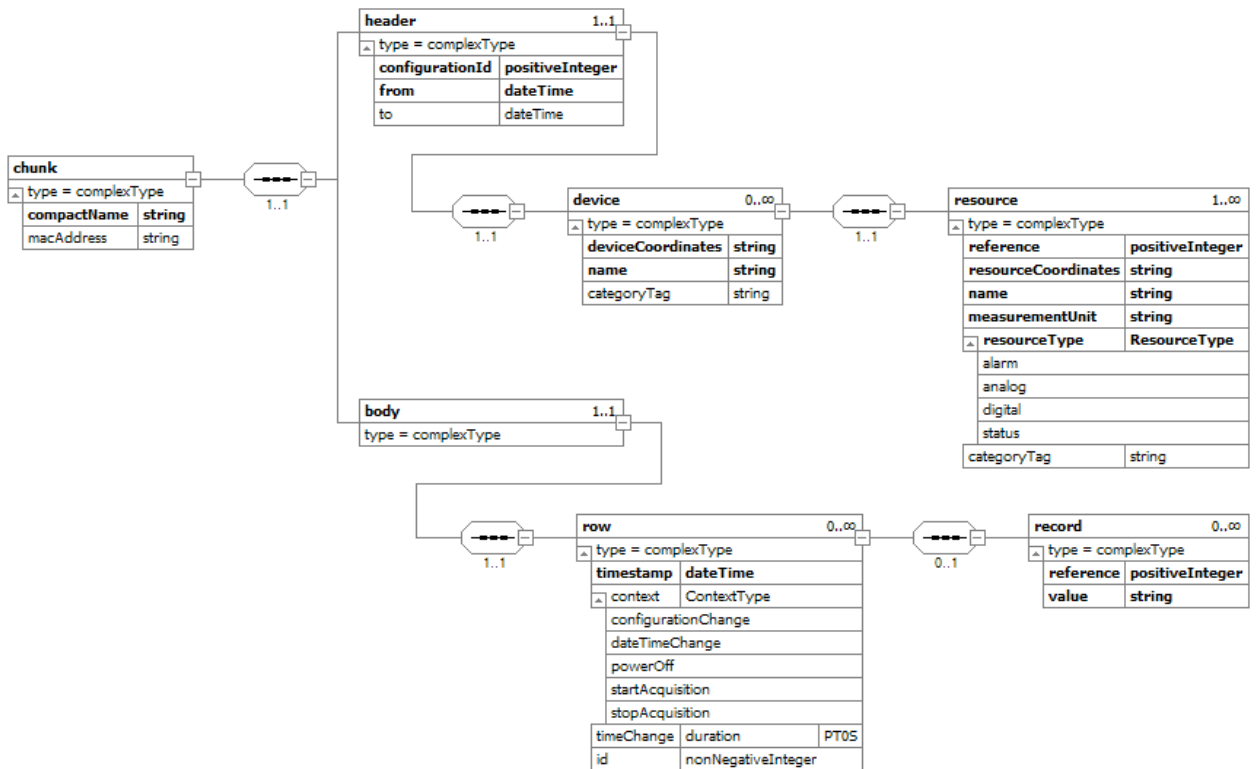 header 1..1
type = complexType
configurationId positiveInteger
from dateTime
to dateTime
chunk
type = complexType
compactName string
macAddress string
1..1
1..1
device 0..∞
type = complexType
deviceCoordinates string
name string
categoryTag string
1..1
resource 1..∞
type = complexType
reference positiveInteger
resourceCoordinates string
name string
measurementUnit string
resourceType ResourceType
alarm
analog
digital
status
categoryTag string
body 1..1
type = complexType
1..1
row 0..∞
type = complexType
timestamp dateTime
context ContextType
configurationChange
dateTimeChange
powerOff
startAcquisition
stopAcquisition
timeChange duration PT0S
id nonNegativeInteger
0..1
record 0..∞
type = complexType
reference positiveInteger
value string